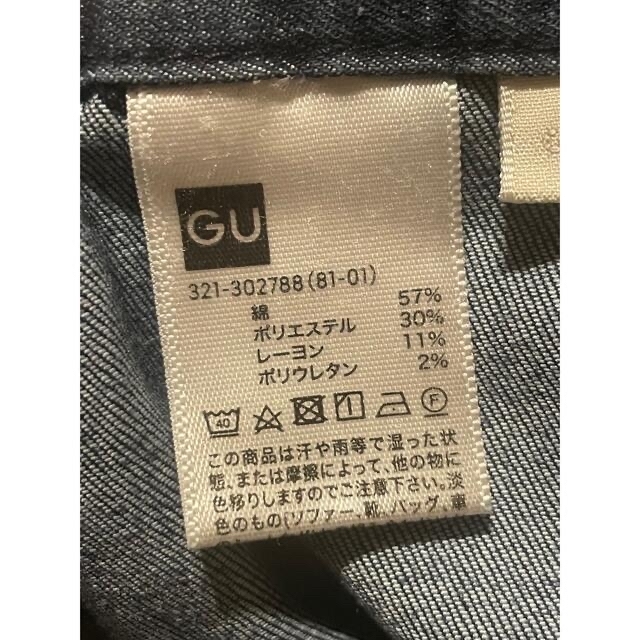 GU
321-302788(81-01)
綿 57%
ポリエステル 30%
レーヨン 11%
ポリウレタン 2%
40 F
この商品は汗や雨等で湿った状
態、または摩擦によって、他の物に
色移りしますのでご注意下さい。淡
色のもの(ソファー、靴、バッグ、車